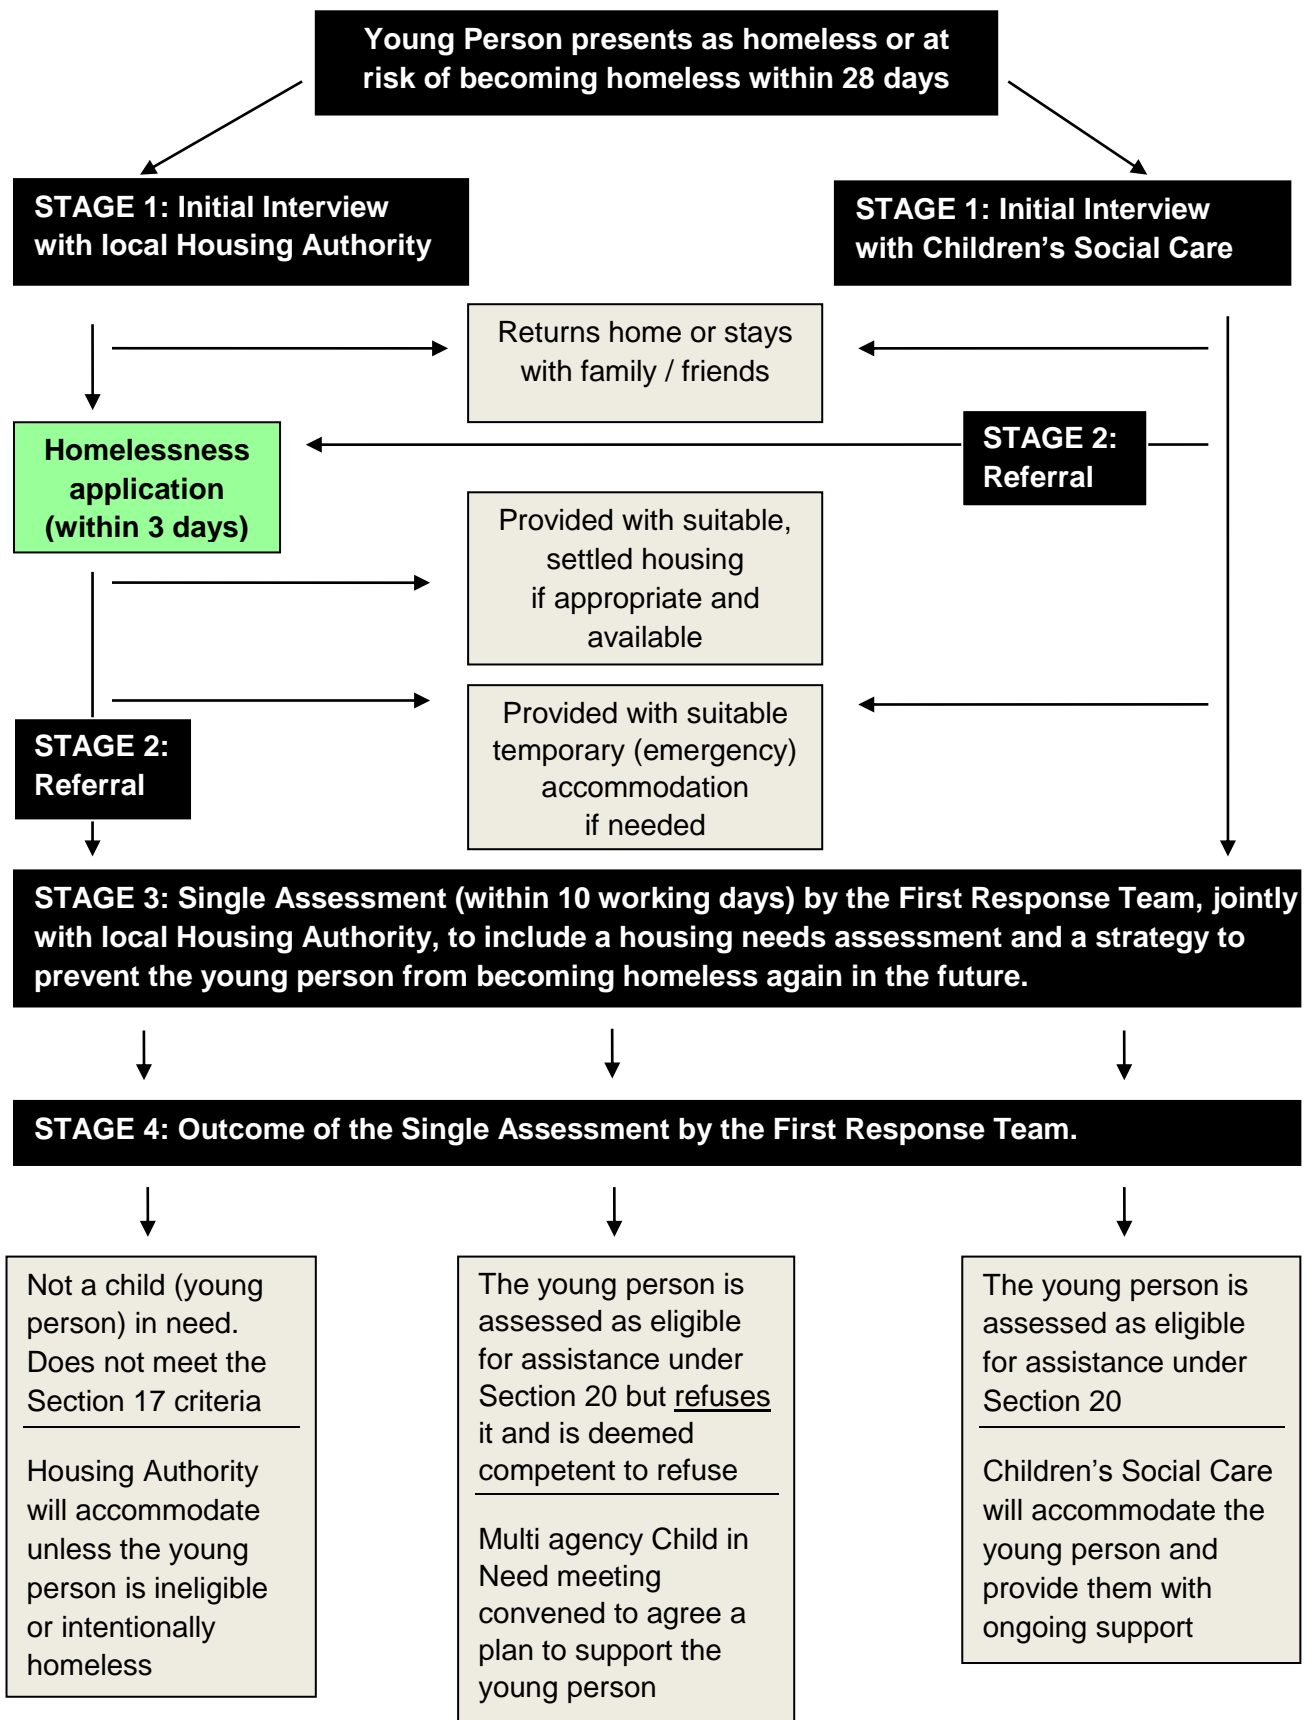 Young Person presents as homeless or at
risk of becoming homeless within 28 days
STAGE 1: Initial Interview
with local Housing Authority
STAGE 1: Initial Interview
with Children’s Social Care
Returns home or stays
with family / friends
Homelessness
application
(within 3 days)
STAGE 2:
Referral
Provided with suitable,
settled housing
if appropriate and
available
Provided with suitable
temporary (emergency)
accommodation
if needed
STAGE 2:
Referral
STAGE 3: Single Assessment (within 10 working days) by the First Response Team, jointly
with local Housing Authority, to include a housing needs assessment and a strategy to
prevent the young person from becoming homeless again in the future.
STAGE 4: Outcome of the Single Assessment by the First Response Team.
Not a child (young
person) in need.
Does not meet the
Section 17 criteria
Housing Authority
will accommodate
unless the young
person is ineligible
or intentionally
homeless
The young person is
assessed as eligible
for assistance under
Section 20 but refuses
it and is deemed
competent to refuse
Multi agency Child in
Need meeting
convened to agree a
plan to support the
young person
The young person is
assessed as eligible
for assistance under
Section 20
Children’s Social Care
will accommodate the
young person and
provide them with
ongoing support